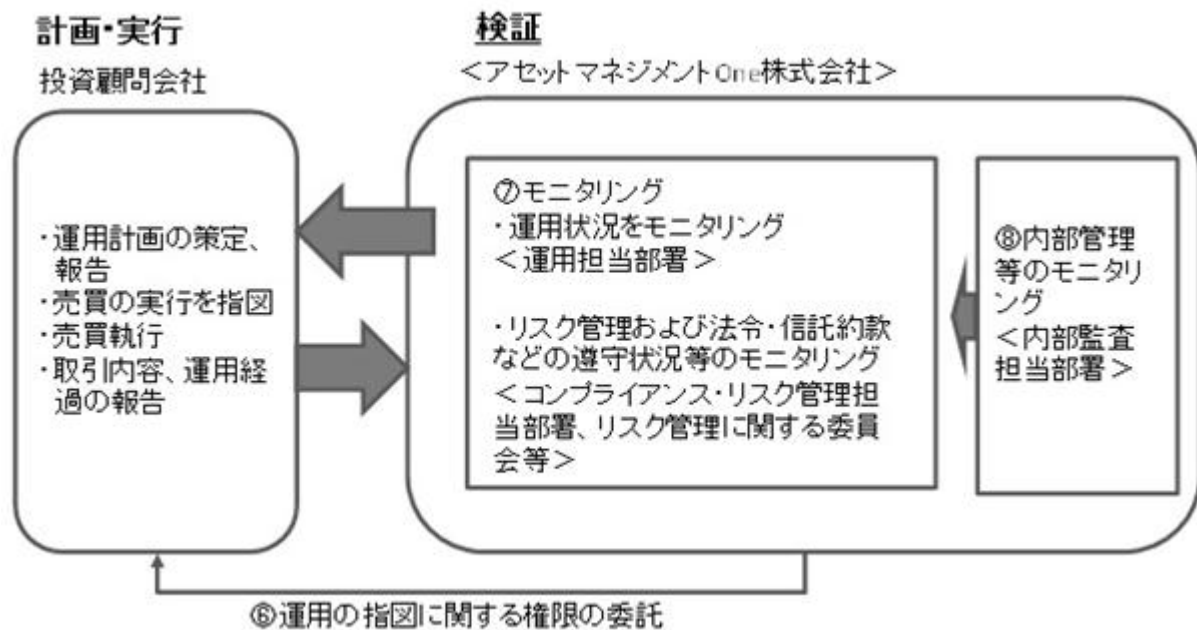 計画・実行
投資顧問会社
・運用計画の策定、
報告
・売買の実行を指図
・売買執行
・取引内容、運用経
過の報告
検証
＜アセットマネジメントOne株式会社＞
⑦モニタリング
・運用状況をモニタリング
＜運用担当部署＞
・リスク管理および法令・信託約款
などの遵守状況等のモニタリング
＜コンプライアンス・リスク管理担
当部署、リスク管理に関する委員
会等＞
⑧内部管理
等のモニタリ
ング
＜内部監査
担当部署＞
⑥運用の指図に関する権限の委託